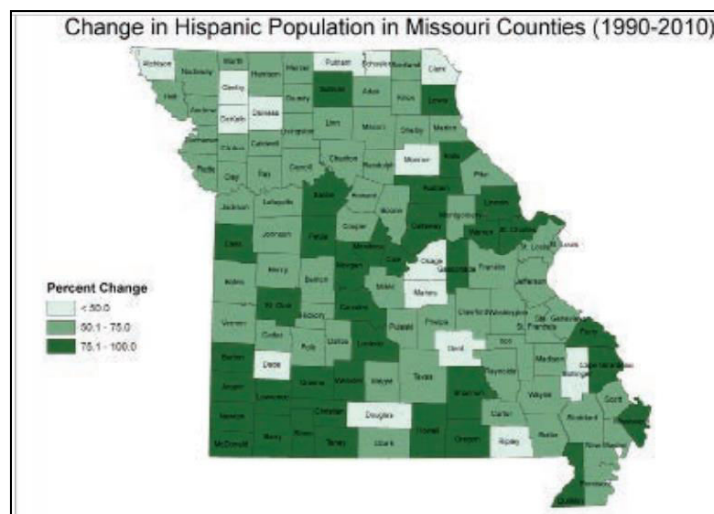 Change in Hispanic Population in Missouri Counties (1990-2010)
Atchison
Nodaway
Worth
Harrison
Mercer
Putnam
Schuyler
Scotland
Clark
Holt
Gentry
Sullivan
Adair
Knox
Lewis
Andrew
DeKalb
Daviess
Grundy
Linn
Macon
Shelby
Marion
Livingston
Clinton
Caldwell
Chariton
Randolph
Monroe
Ralls
Platte
Clay
Ray
Carroll
Pike
Saline
Howard
Boone
Audrain
Lincoln
Jackson
Lafayette
Montgomery
Cooper
Callaway
Warren
St. Charles
St. Louis
St. Louis
Cass
Johnson
Pettis
Moniteau
Cole
Osage
Gasconade
Franklin
Jefferson
Percent Change
Bates
Henry
Benton
Morgan
Miller
Maries
< 50.0
50.1 - 75.0
75.1 - 100.0
St. Clair
Camden
Crawford
Washington
Vernon
Hickory
Pulaski
Phelps
St. Francois
Perry
Cedar
Polk
Dallas
Laclede
Dent
Iron
Madison
Cape Girardeau
Barton
Dade
Bollinger
Greene
Webster
Wright
Texas
Reynolds
Wayne
Scott
Jasper
Lawrence
Shannon
Newton
Christian
Douglas
Carter
Stoddard
Howell
Butler
New Madrid
McDonald
Barry
Stone
Taney
Ozark
Oregon
Ripley
Pemiscot
Dunklin